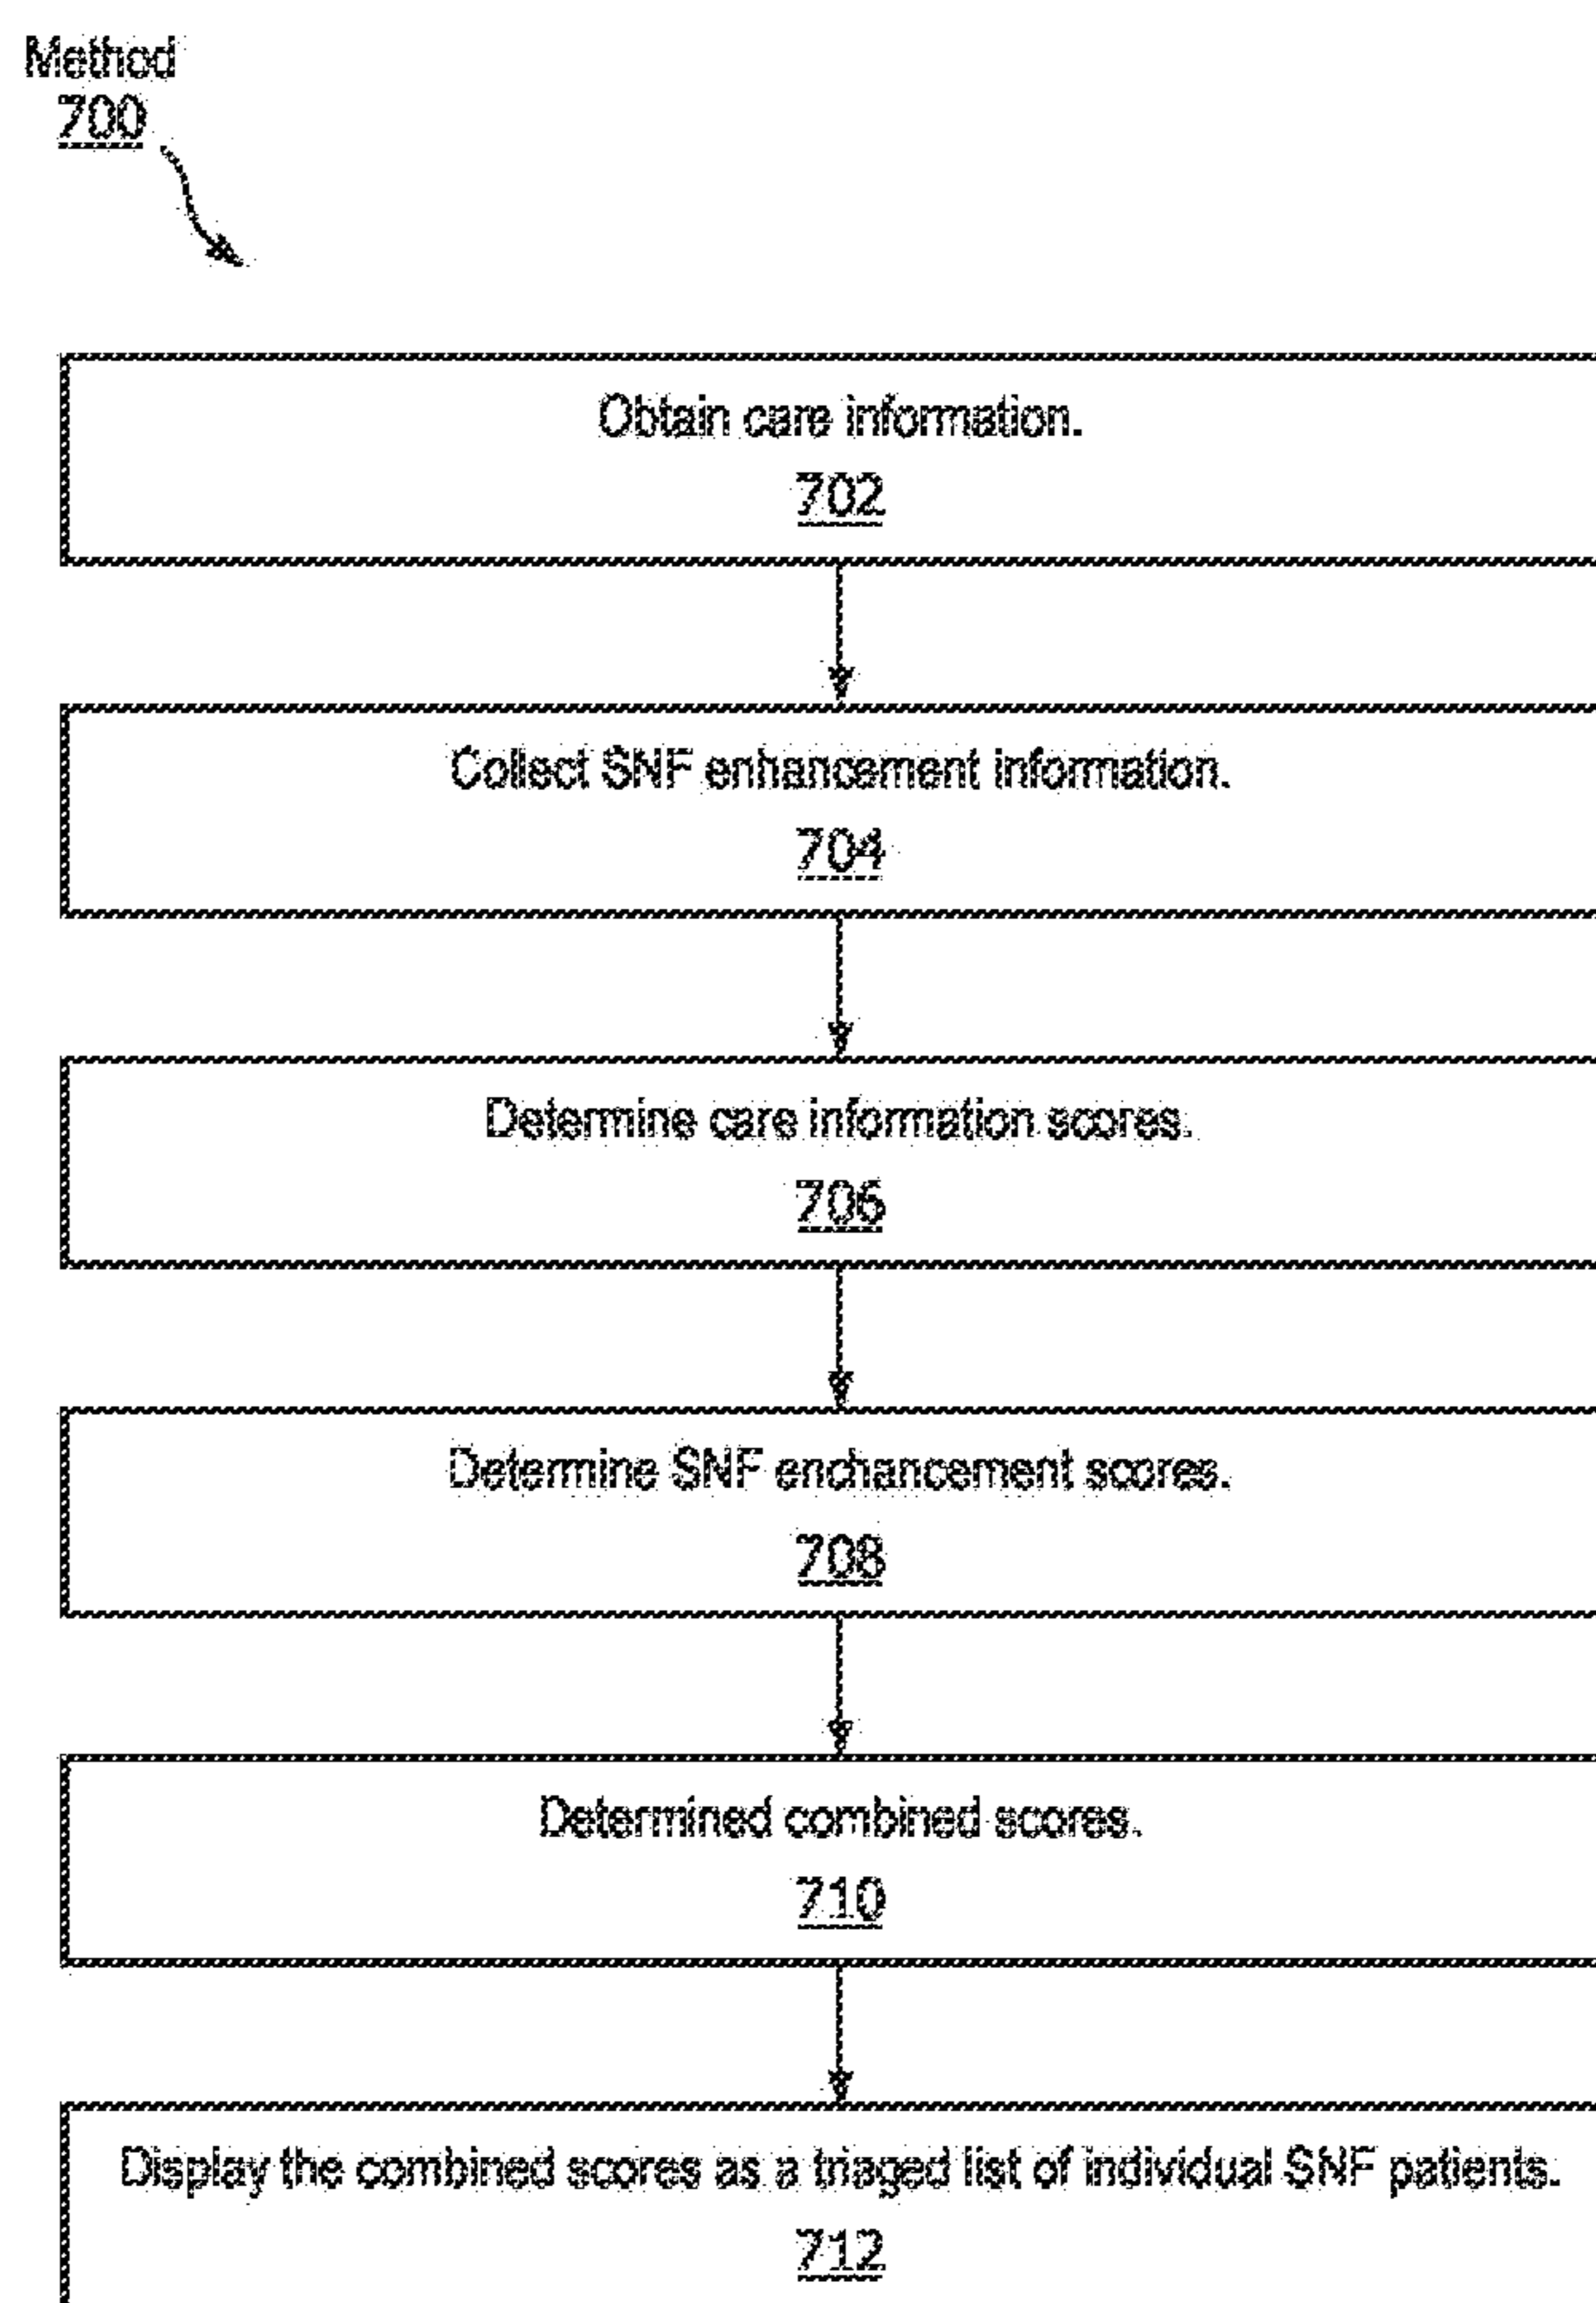 Method
700
Obtain care information.
702
Collect SNF enhancement information.
704
Determine care information scores.
706
Determine SNF enchancement scores.
708
Determined combined scores.
710
Display the combined scores as a triaged list of individual SNF patients.
712